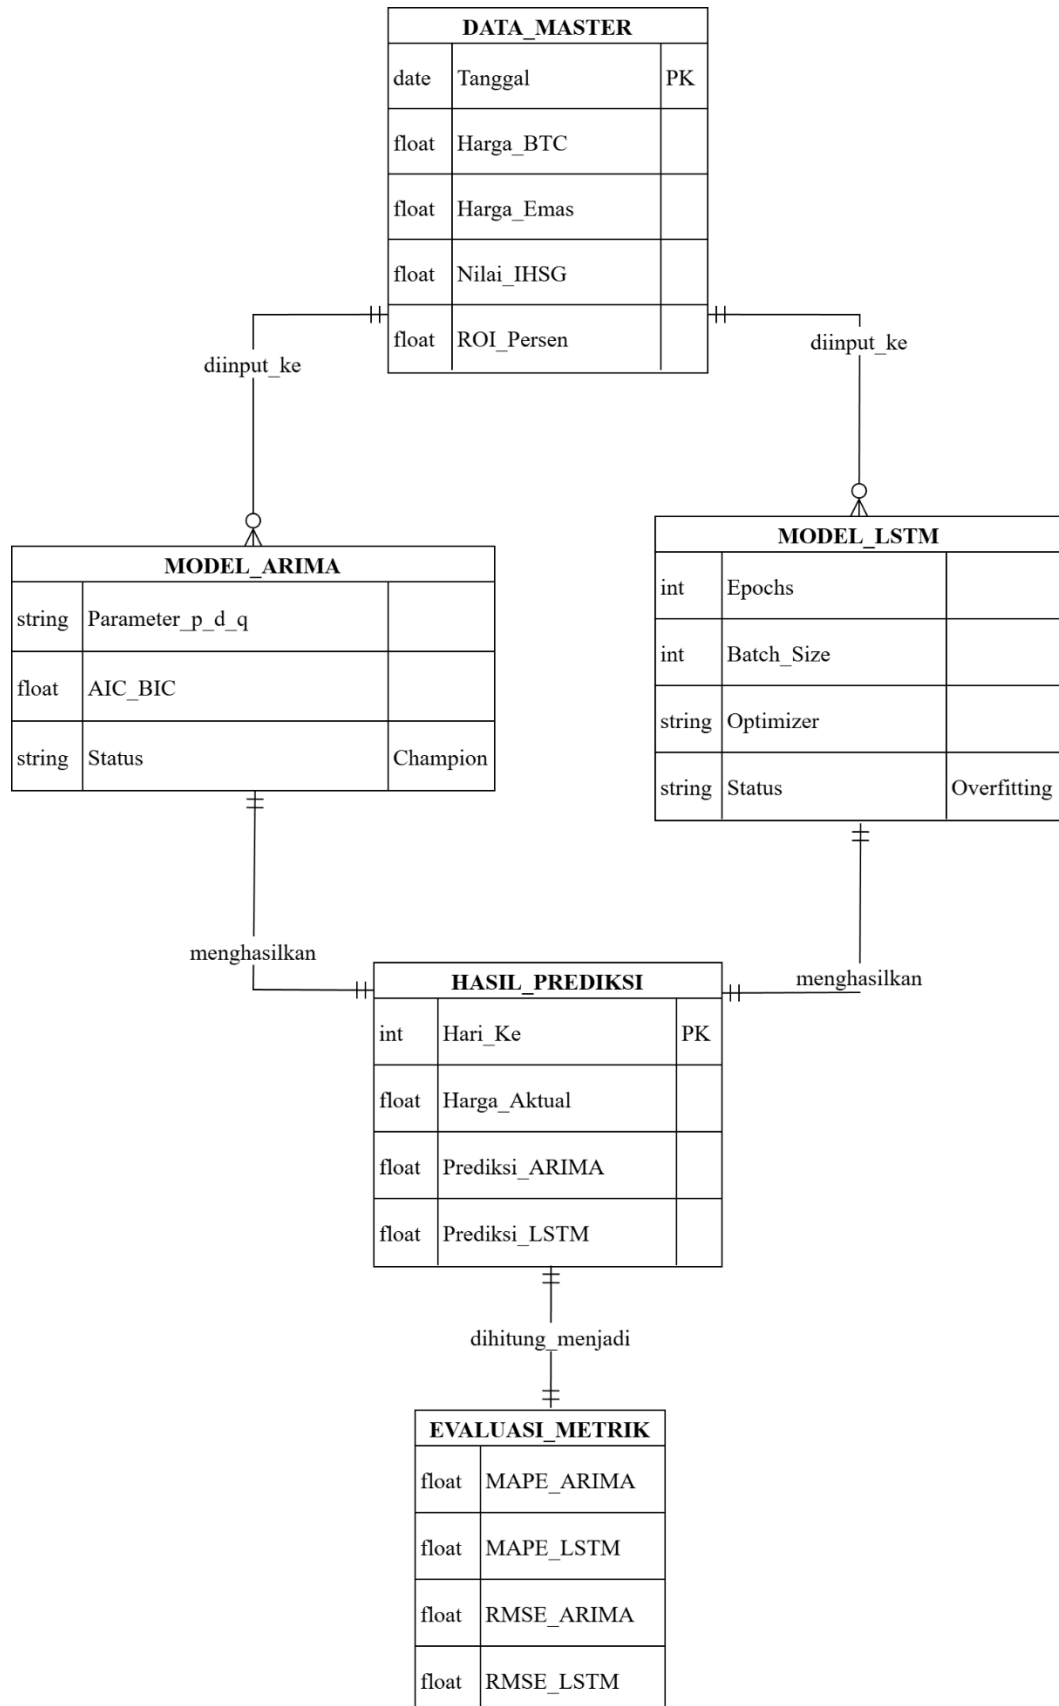 DATA_MASTER
date Tanggal PK
float Harga_BTC
float Harga_Emas
float Nilai_IHSG
float ROI_Persen
diinput_ke
diinput_ke
MODEL_ARIMA
string Parameter_p_d_q
float AIC_BIC
string Status Champion
MODEL_LSTM
int Epochs
int Batch_Size
string Optimizer
string Status Overfitting
menghasilkan
menghasilkan
HASIL_PREDIKSI
int Hari_Ke PK
float Harga_Aktual
float Prediksi_ARIMA
float Prediksi_LSTM
dihitung_menjadi
EVALUASI_METRIK
float MAPE_ARIMA
float MAPE_LSTM
float RMSE_ARIMA
float RMSE_LSTM